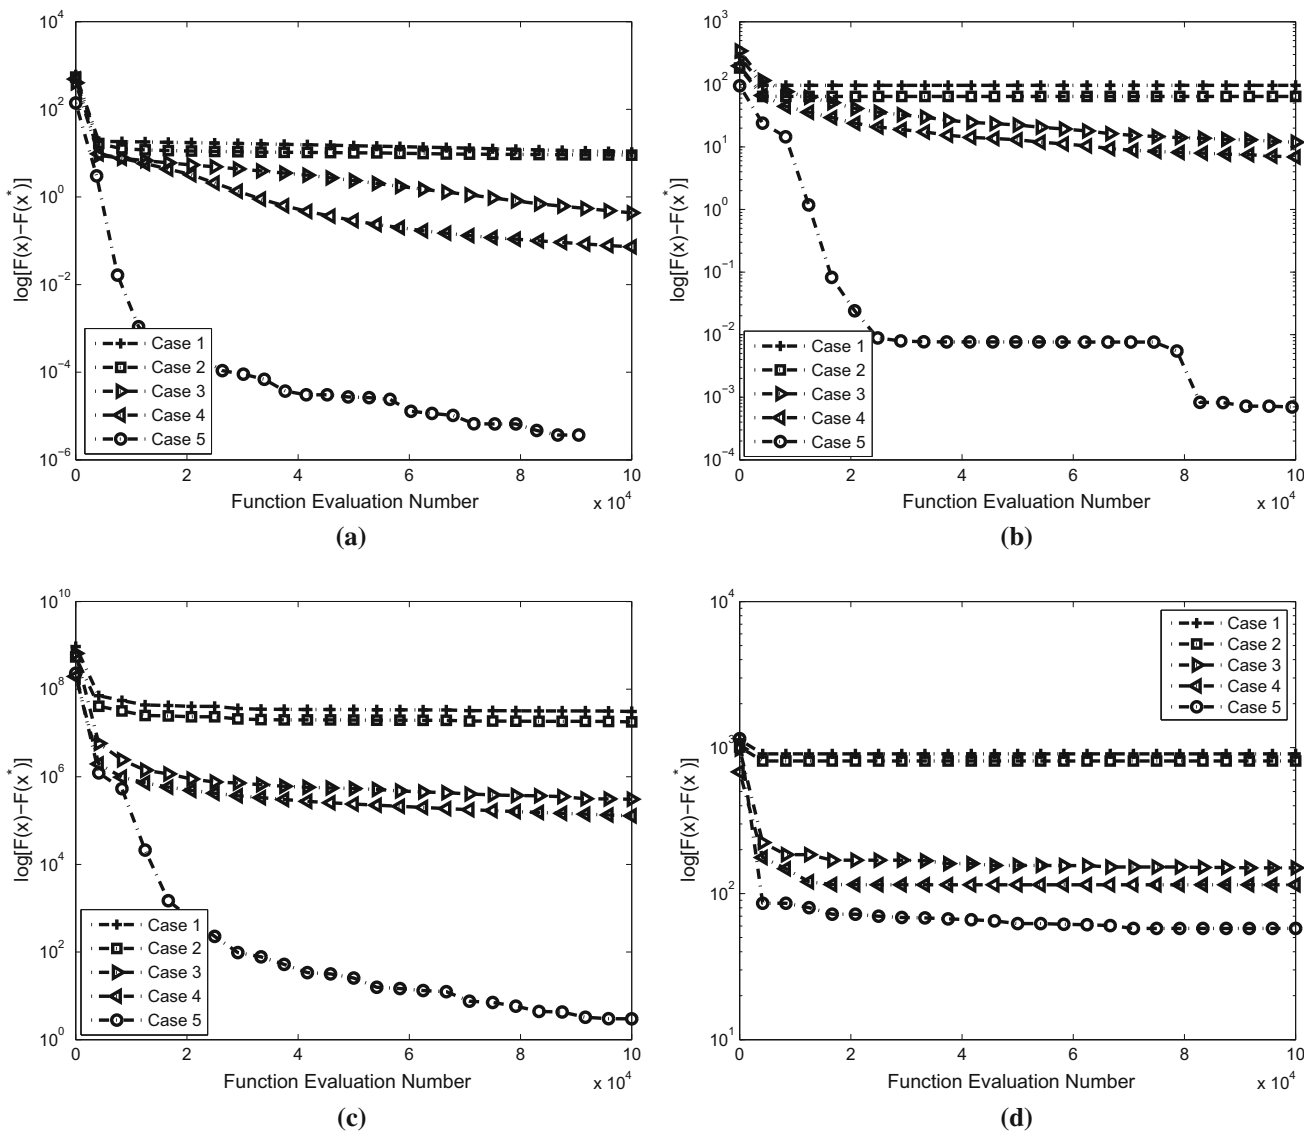 10^4
10^2
10^0
10^-2
10^-4
10^-6
log[F(x)-F(x^*)]
Case 1
Case 2
Case 3
Case 4
Case 5
0 2 4 6 8 10
x 10^4
Function Evaluation Number
(a)
10^3
10^2
10^1
10^0
10^-1
10^-2
10^-3
10^-4
log[F(x)-F(x^*)]
Case 1
Case 2
Case 3
Case 4
Case 5
0 2 4 6 8 10
x 10^4
Function Evaluation Number
(b)
10^10
10^8
10^6
10^4
10^2
10^0
log[F(x)-F(x^*)]
Case 1
Case 2
Case 3
Case 4
Case 5
0 2 4 6 8 10
x 10^4
Function Evaluation Number
(c)
10^4
10^3
10^2
10^1
log[F(x)-F(x^*)]
Case 1
Case 2
Case 3
Case 4
Case 5
0 2 4 6 8 10
x 10^4
Function Evaluation Number
(d)